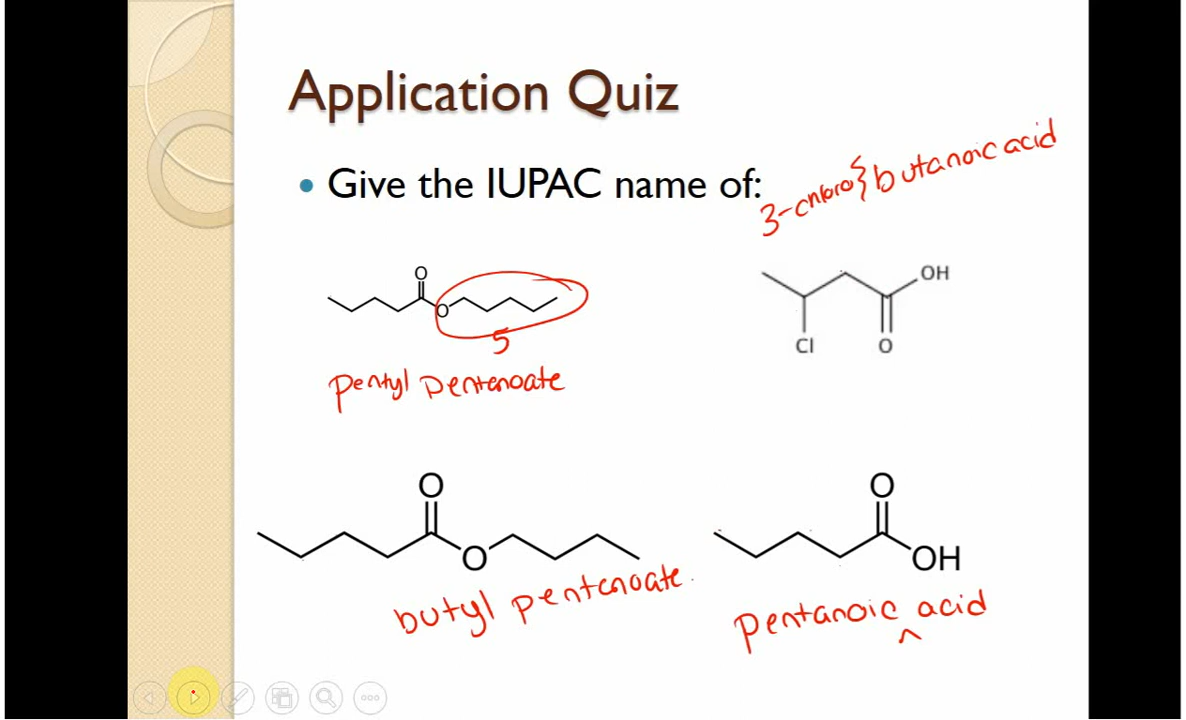 Application Quiz
• Give the IUPAC name of:
3-chloro} butanoic acid
O
O
5
pentyl pentenoate
OH
Cl
O
O
O
butyl pentenoate.
O
OH
pentanoic ^ acid